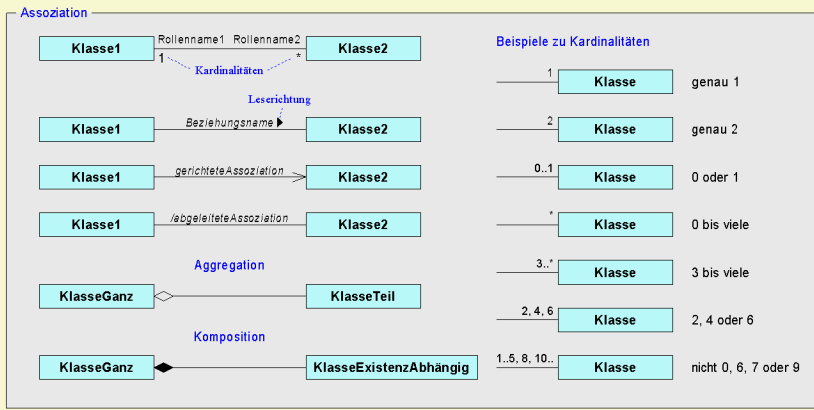 Assoziation
Klasse1 Rollenname1 Rollenname2 Klasse2
1 *
Kardinalitäten
Leserichtung
Klasse1 Beziehungsname Klasse2
Klasse1 gerichteteAssoziation Klasse2
Klasse1 /abgeleiteteAssoziation Klasse2
Aggregation
KlasseGanz KlasseTeil
Komposition
KlasseGanz KlasseExistenzAbhängig
Beispiele zu Kardinalitäten
1 Klasse genau 1
2 Klasse genau 2
0..1 Klasse 0 oder 1
* Klasse 0 bis viele
3..* Klasse 3 bis viele
2, 4, 6 Klasse 2, 4 oder 6
1..5, 8, 10.. Klasse nicht 0, 6, 7 oder 9